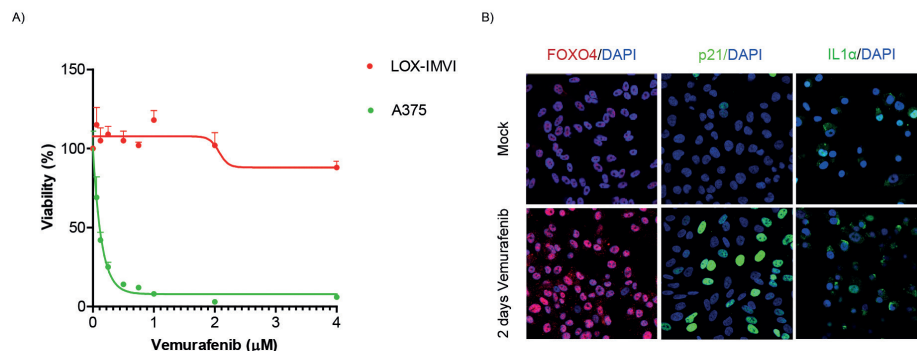 A)
B)
150
100
50
0
Viability (%)
0
1
2
3
4
Vemurafenib (μM)
LOX-IMVI
A375
FOXO4/DAPI
p21/DAPI
IL1α/DAPI
Mock
2 days Vemurafenib